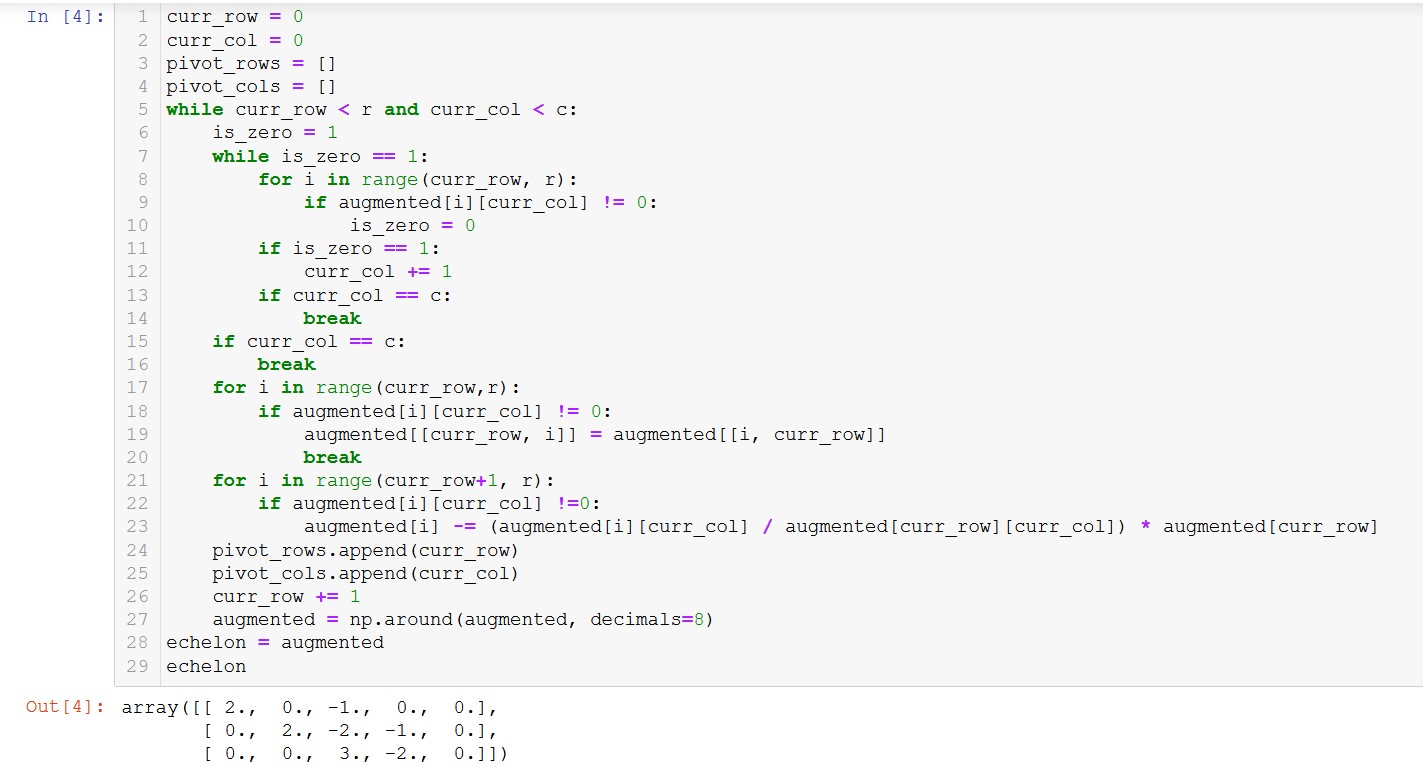 In [4]:
1 curr_row = 0
2 curr_col = 0
3 pivot_rows = []
4 pivot_cols = []
5 while curr_row < r and curr_col < c:
6     is_zero = 1
7     while is_zero == 1:
8         for i in range(curr_row, r):
9             if augmented[i][curr_col] != 0:
10                 is_zero = 0
11         if is_zero == 1:
12             curr_col += 1
13         if curr_col == c:
14             break
15     if curr_col == c:
16         break
17     for i in range(curr_row,r):
18         if augmented[i][curr_col] != 0:
19             augmented[[curr_row, i]] = augmented[[i, curr_row]]
20             break
21     for i in range(curr_row+1, r):
22         if augmented[i][curr_col] !=0:
23             augmented[i] -= (augmented[i][curr_col] / augmented[curr_row][curr_col]) * augmented[curr_row]
24     pivot_rows.append(curr_row)
25     pivot_cols.append(curr_col)
26     curr_row += 1
27     augmented = np.around(augmented, decimals=8)
28 echelon = augmented
29 echelon
Out[4]: array([[ 2.,  0., -1.,  0.,  0.],
       [ 0.,  2., -2., -1.,  0.],
       [ 0.,  0.,  3., -2.,  0.]])